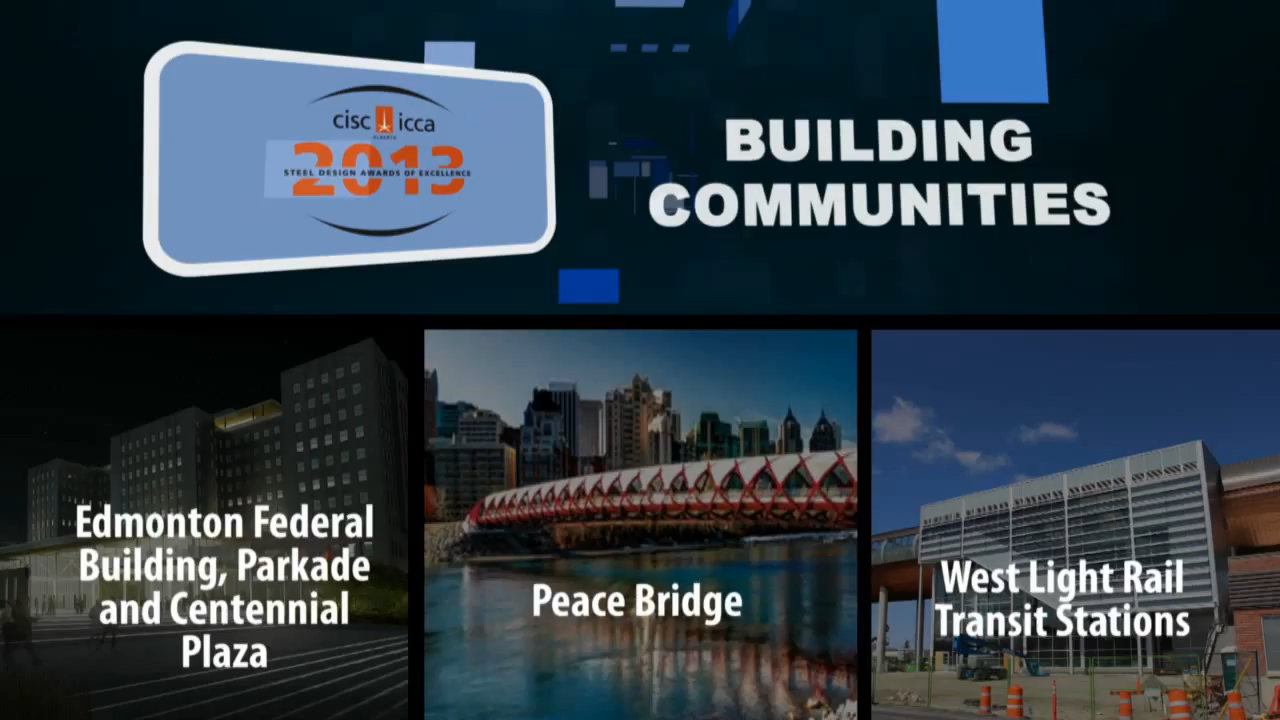 cisc icca
ALBERTA
2013
STEEL DESIGN AWARDS OF EXCELLENCE
BUILDING
COMMUNITIES
Edmonton Federal
Building, Parkade
and Centennial
Plaza
Peace Bridge
West Light Rail
Transit Stations